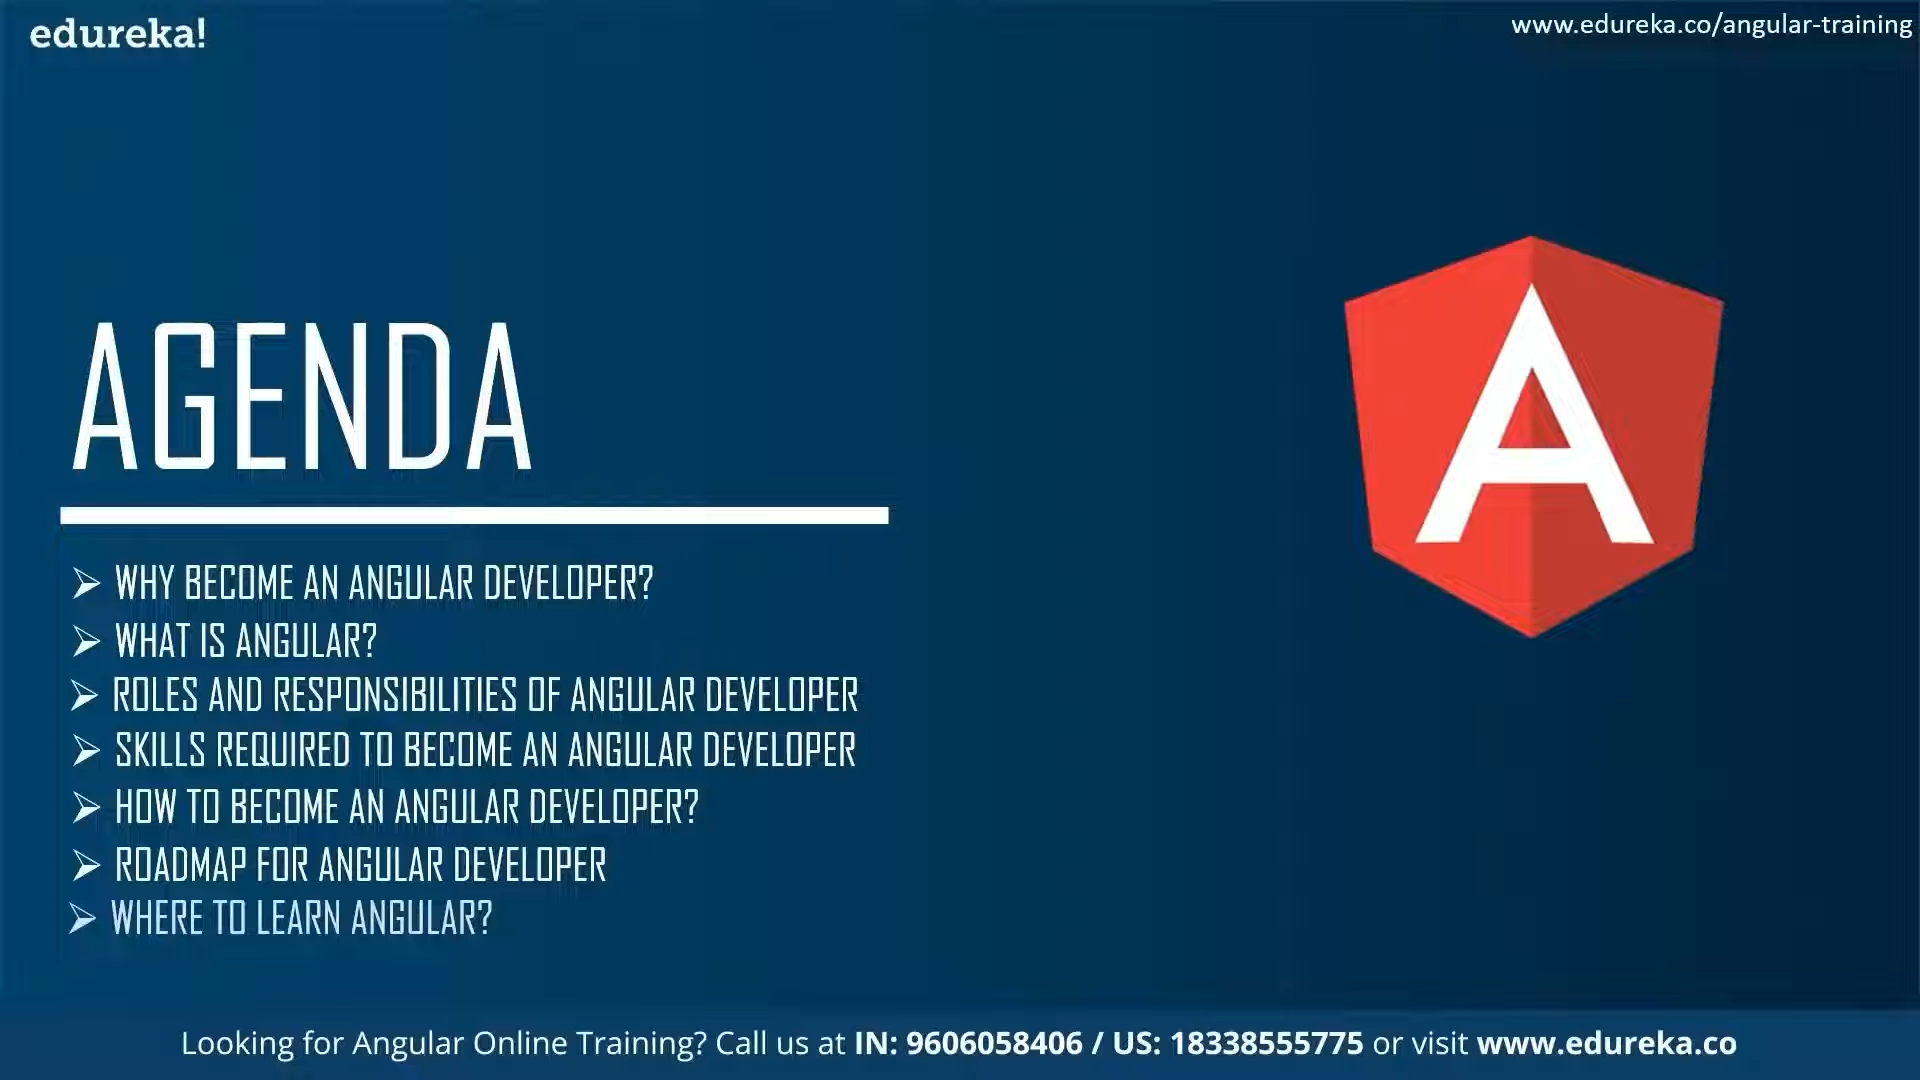 edureka!
www.edureka.co/angular-training
AGENDA
WHY BECOME AN ANGULAR DEVELOPER?
WHAT IS ANGULAR?
ROLES AND RESPONSIBILITIES OF ANGULAR DEVELOPER
SKILLS REQUIRED TO BECOME AN ANGULAR DEVELOPER
HOW TO BECOME AN ANGULAR DEVELOPER?
ROADMAP FOR ANGULAR DEVELOPER
WHERE TO LEARN ANGULAR?
A
Looking for Angular Online Training? Call us at IN: 9606058406 / US: 18338555775 or visit www.edureka.co